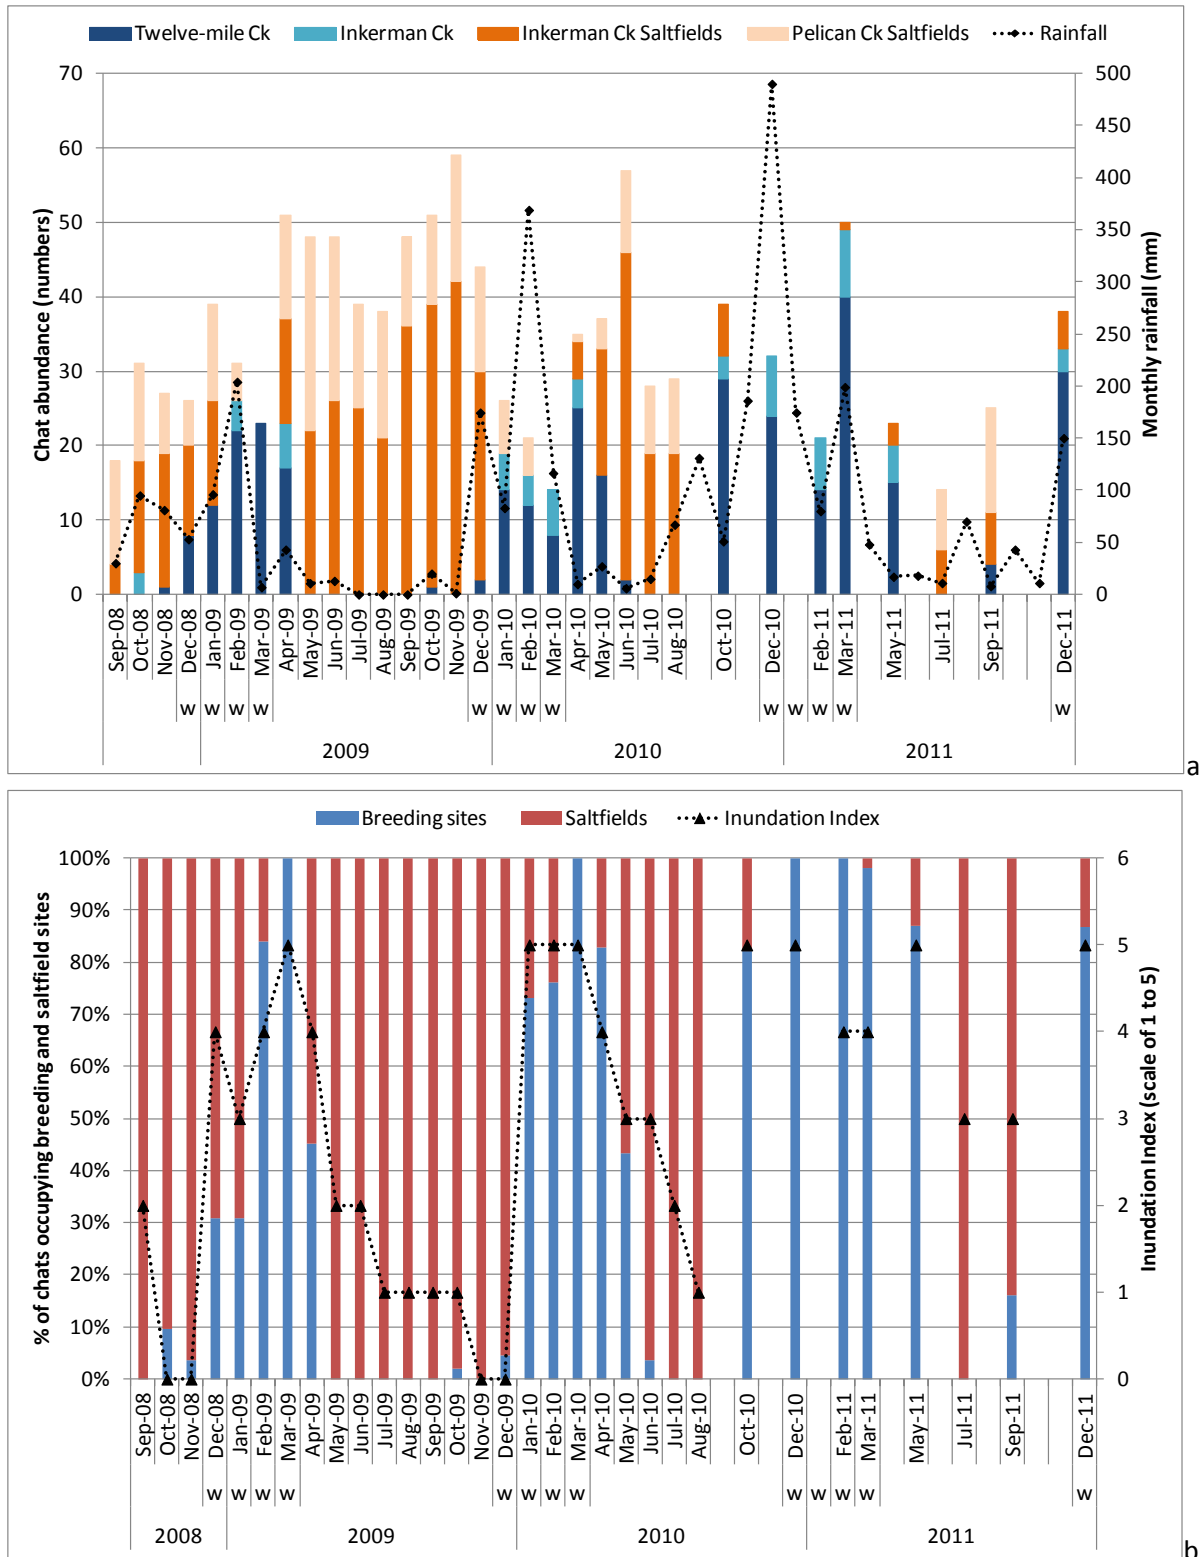 Twelve-mile Ck Inkerman Ck Inkerman Ck Saltfields Pelican Ck Saltfields Rainfall
Chat abundance (numbers)
70
60
50
40
30
20
10
0
500
450
400
350
300
250
200
150
100
50
0
Monthly rainfall (mm)
Sep-08 Oct-08 Nov-08 Dec-08 Jan-09 Feb-09 Mar-09 Apr-09 May-09 Jun-09 Jul-09 Aug-09 Sep-09 Oct-09 Nov-09 Dec-09 Jan-10 Feb-10 Mar-10 Apr-10 May-10 Jun-10 Jul-10 Aug-10 Oct-10 Dec-10 Feb-11 Mar-11 May-11 Jul-11 Sep-11 Dec-11
w w w w w w w w w w w w w
2009 2010 2011
a
Breeding sites Saltfields Inundation Index
% of chats occupying breeding and saltfield sites
100%
90%
80%
70%
60%
50%
40%
30%
20%
10%
0%
6
5
4
3
2
1
0
Inundation Index (scale of 1 to 5)
Sep-08 Oct-08 Nov-08 Dec-08 Jan-09 Feb-09 Mar-09 Apr-09 May-09 Jun-09 Jul-09 Aug-09 Sep-09 Oct-09 Nov-09 Dec-09 Jan-10 Feb-10 Mar-10 Apr-10 May-10 Jun-10 Jul-10 Aug-10 Oct-10 Dec-10 Feb-11 Mar-11 May-11 Jul-11 Sep-11 Dec-11
w w w w w w w w w w w w w
2008 2009 2010 2011
b